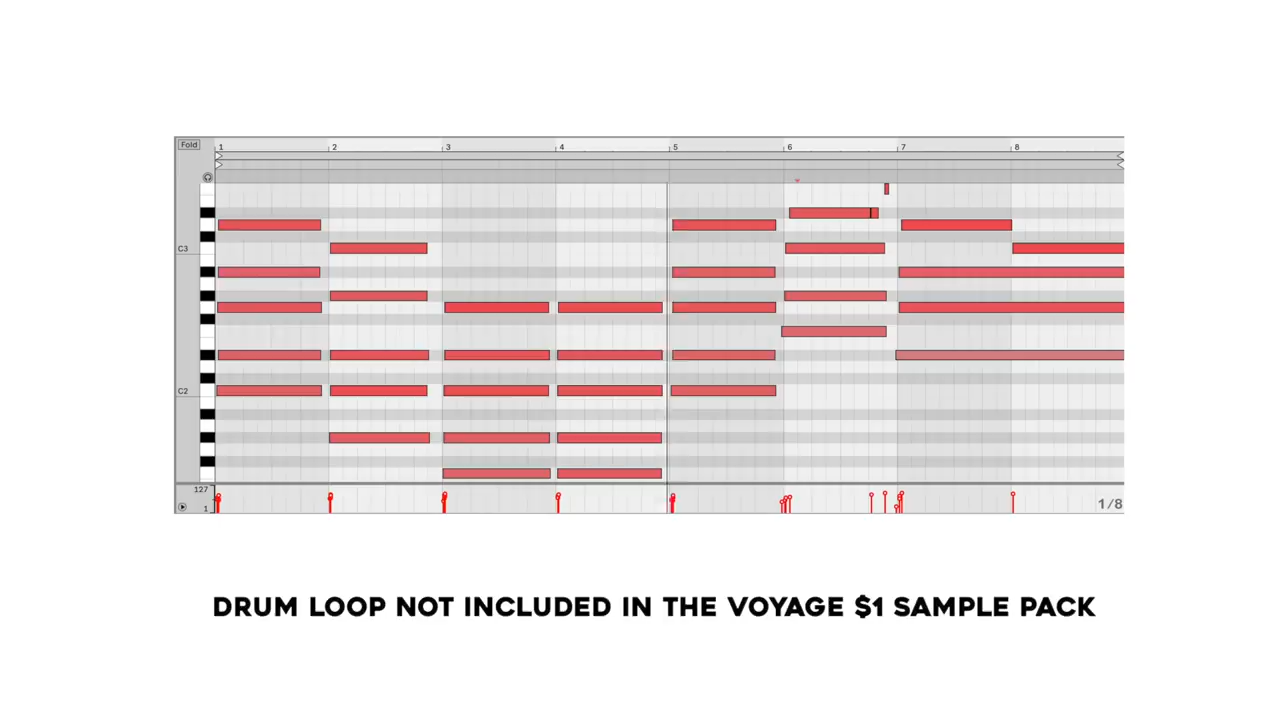 Fold
1 2 3 4 5 6 7 8
C3
C2
127
1
1/8
DRUM LOOP NOT INCLUDED IN THE VOYAGE $1 SAMPLE PACK